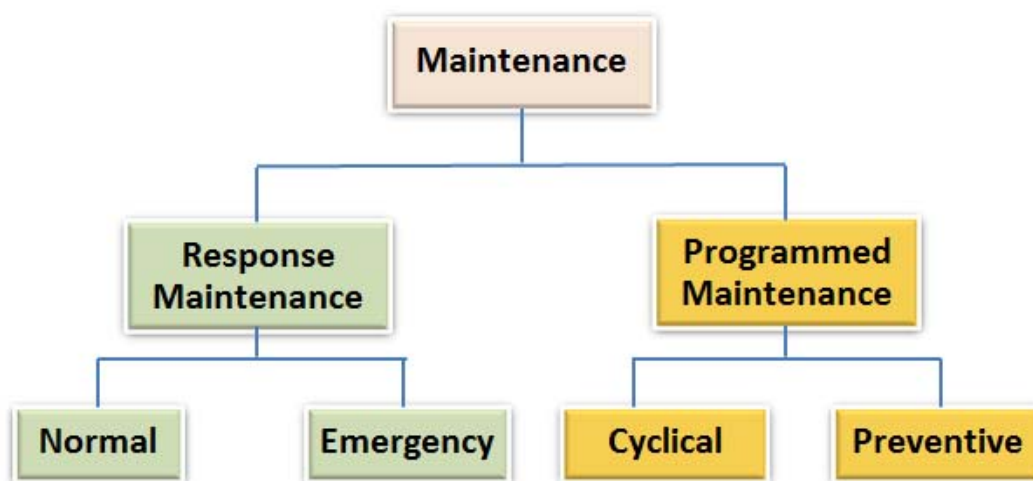 Maintenance
Response
Maintenance
Programmed
Maintenance
Normal
Emergency
Cyclical
Preventive